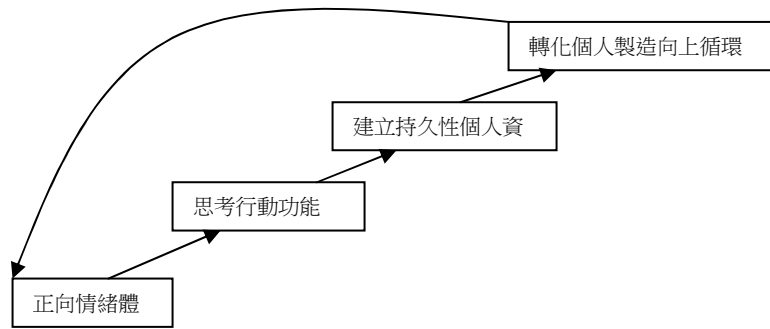 轉化個人製造向上循環
建立持久性個人資
思考行動功能
正向情緒體